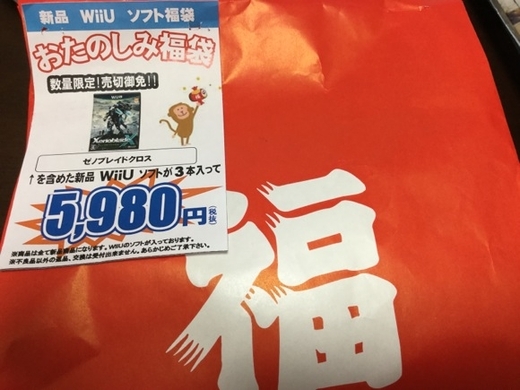 新品 WiiU ソフト福袋
おたのしみ福袋
数量限定！売切御免！！
Wii U
XenobladeX
ゼノブレイドクロス
↑を含めた新品 WiiU ソフトが３本入って
5,980円(税抜)
※商品は全て新品商品になります。WiiUのソフトが入っております。
※不良品以外の返品、交換は受付出来ません。あらかじめご了承下さい。
福